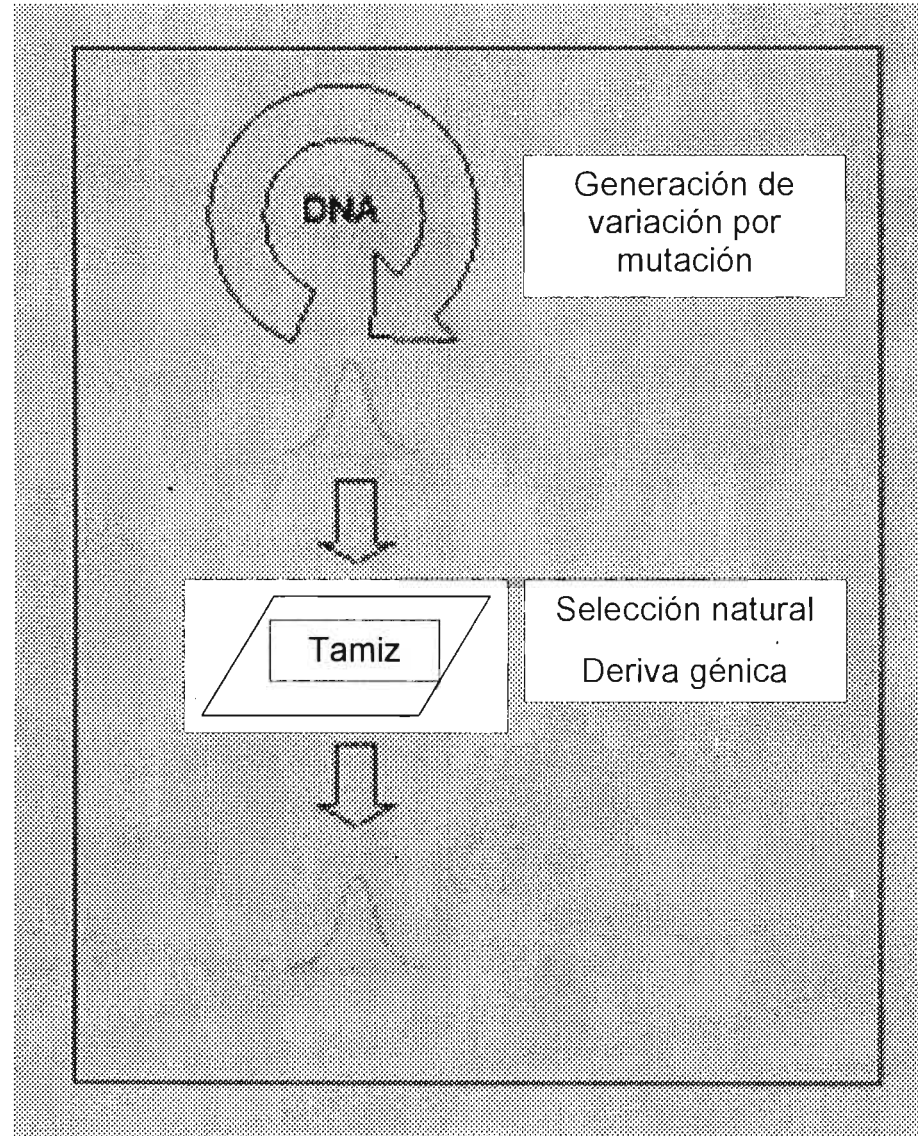 DNA
Generación de
variación por
mutación
Tamiz
Selección natural
Deriva génica